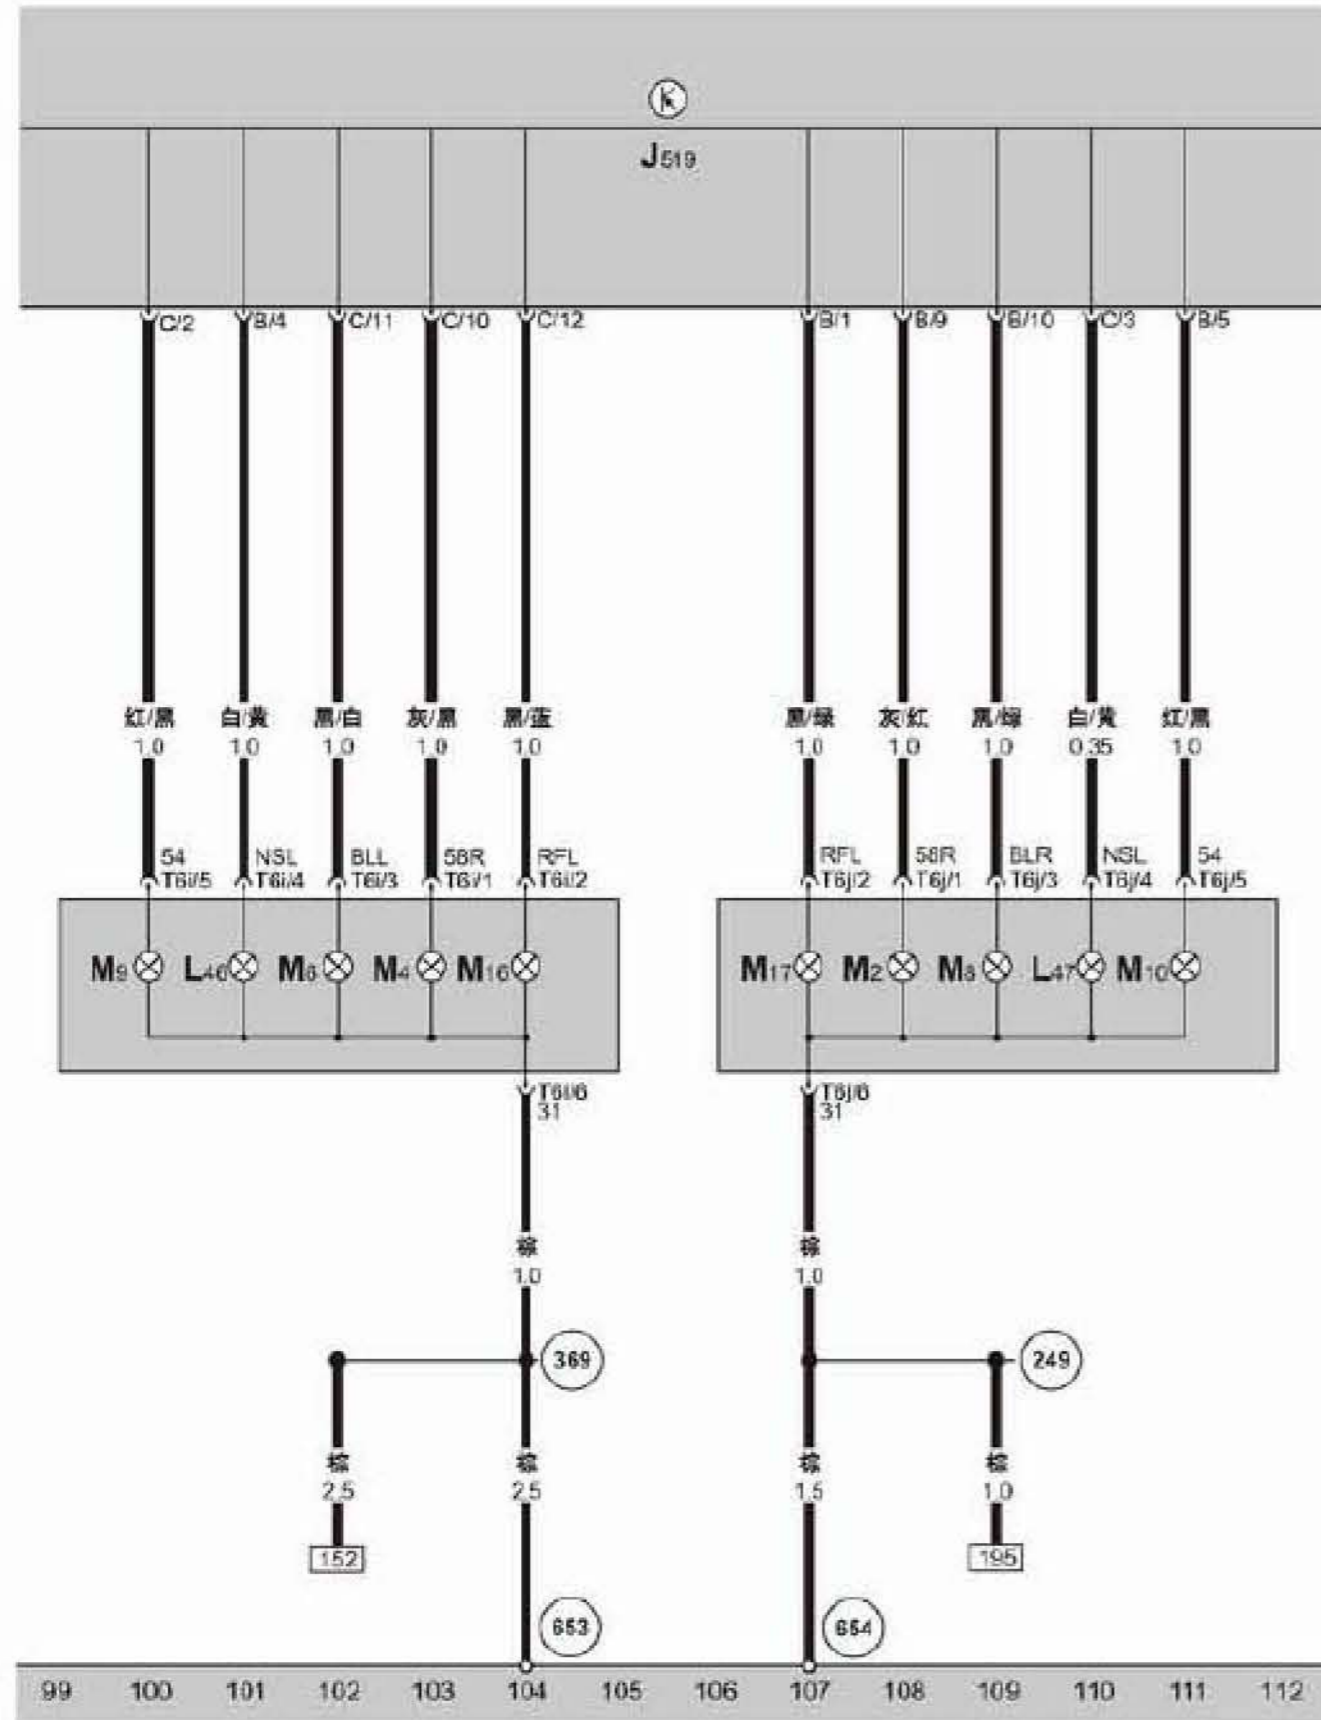 K
J519
C/2 B/4 C/11 C/10 C/12 B/1 B/9 B/10 C/3 B/5
红/黑 白/黄 黑/白 灰/黑 黑/蓝 黑/绿 灰/红 黑/绿 白/黄 红/黑
1.0 1.0 1.0 1.0 1.0 1.0 1.0 1.0 0.35 1.0
54 NSL BLL 58R RFL RFL 58R BLR NSL 54
T6i/5 T6i/4 T6i/3 T6i/1 T6i/2 T6j/2 T6j/1 T6j/3 T6j/4 T6j/5
M9 L46 M6 M4 M16 M17 M2 M8 L47 M10
T6i/6 T6j/6
31 31
棕 棕
1.0 1.0
369 249
棕 棕 棕 棕
2.5 2.5 1.5 1.0
152 195
653 654
99 100 101 102 103 104 105 106 107 108 109 110 111 112